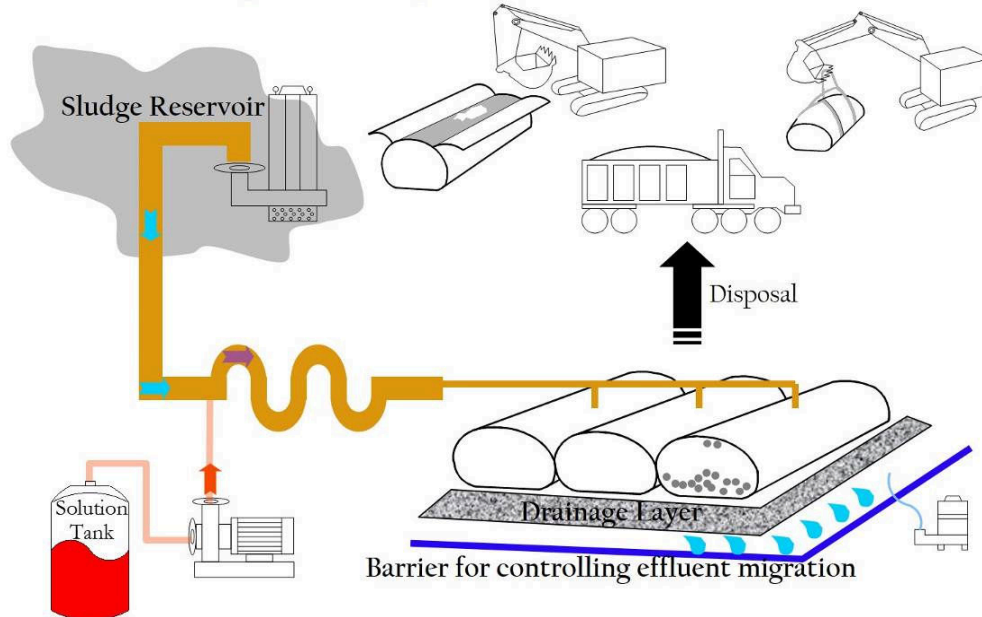 Sludge Reservoir
Disposal
Solution
Tank
Drainage Layer
Barrier for controlling effluent migration